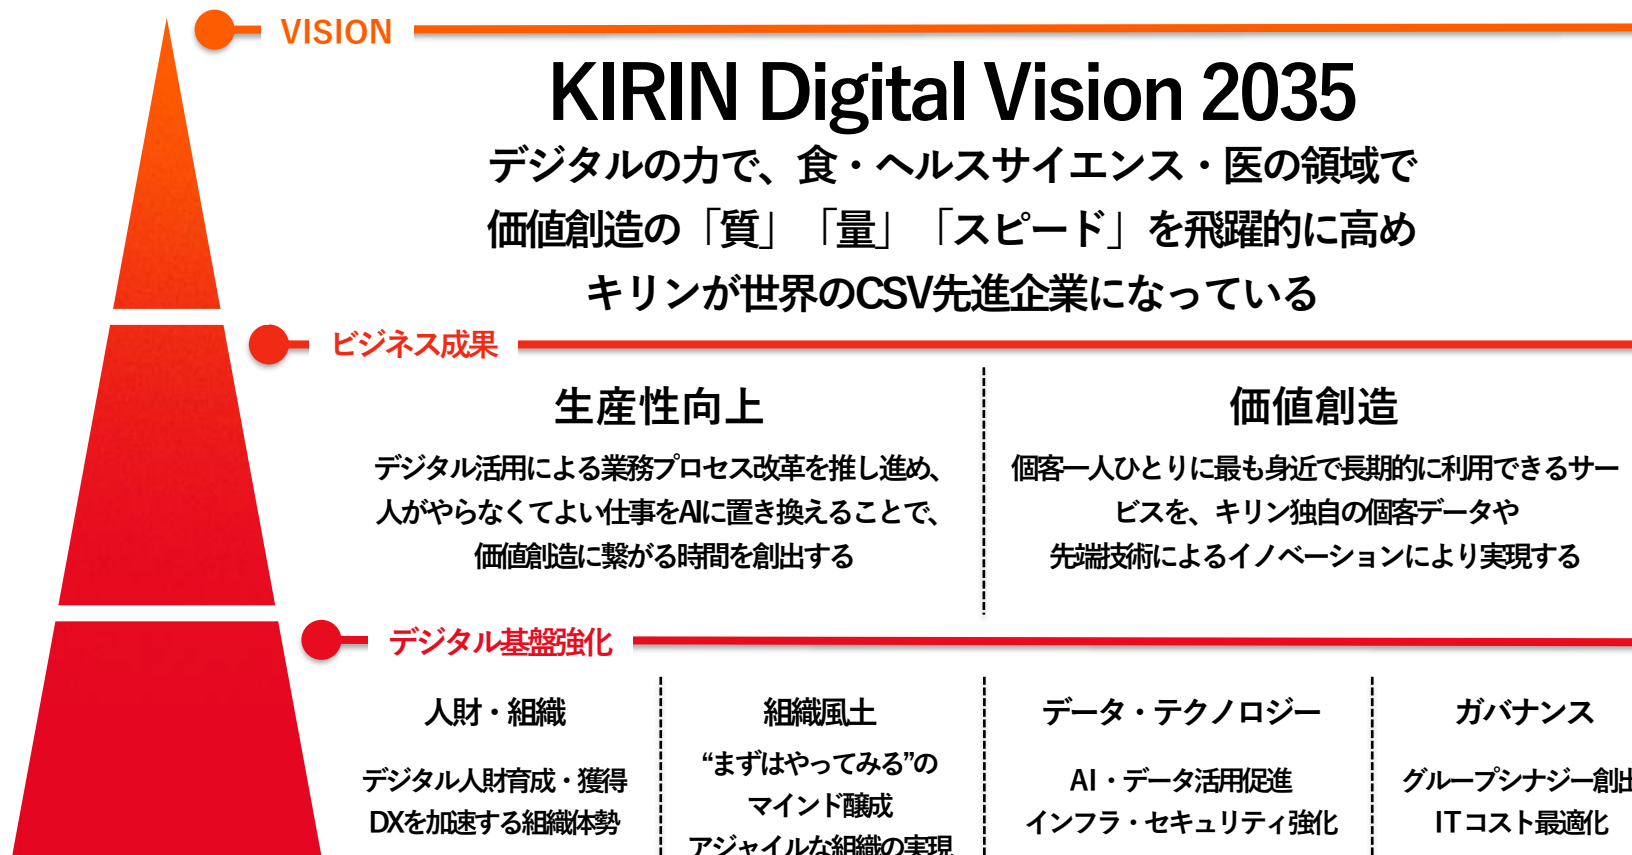 VISION
KIRIN Digital Vision 2035
デジタルの力で、食・ヘルスサイエンス・医の領域で
価値創造の「質」「量」「スピード」を飛躍的に高め
キリンが世界のCSV先進企業になっている
ビジネス成果
生産性向上
デジタル活用による業務プロセス改革を推し進め、
人がやらなくてよい仕事をAIに置き換えることで、
価値創造に繋がる時間を創出する
価値創造
個客一人ひとりに最も身近で長期的に利用できるサー
ビスを、キリン独自の個客データや
先端技術によるイノベーションにより実現する
デジタル基盤強化
人財・組織
デジタル人財育成・獲得
DXを加速する組織体勢
組織風土
“まずはやってみる”の
マインド醸成
アジャイルな組織の実現
データ・テクノロジー
AI・データ活用促進
インフラ・セキュリティ強化
ガバナンス
グループシナジー創出
ITコスト最適化